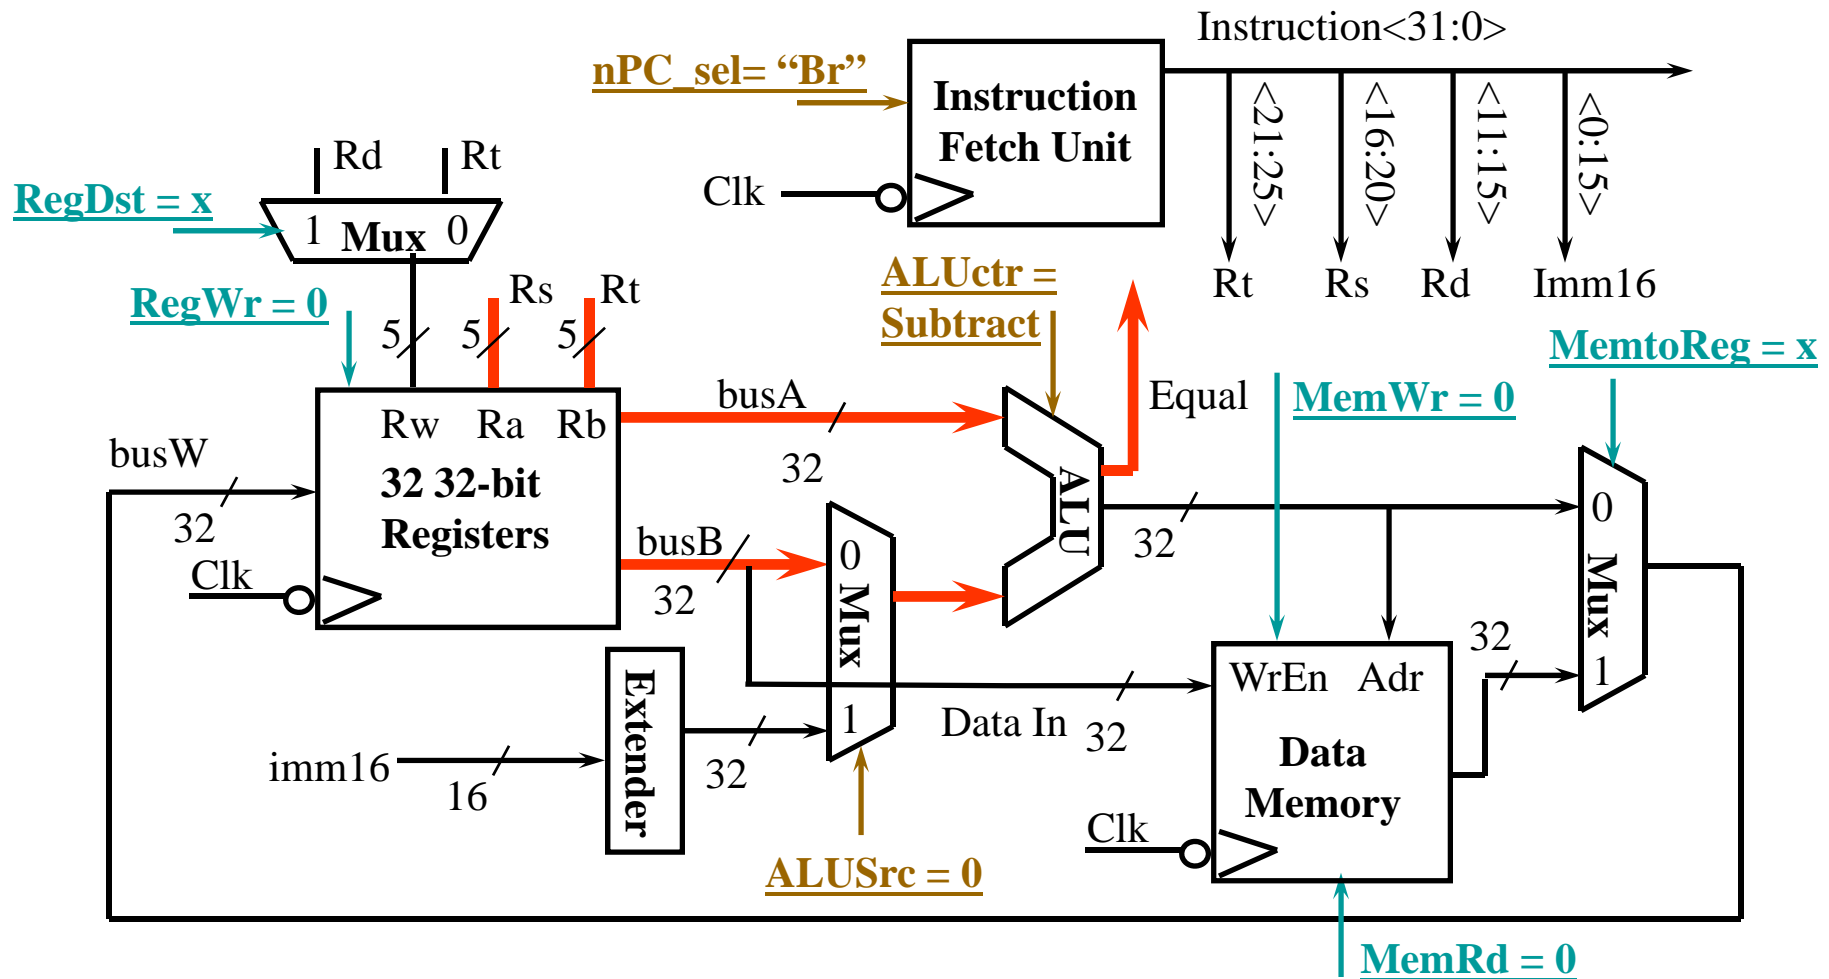 Instruction<31:0>
nPC_sel= “Br”
Instruction
Fetch Unit
<21:25>
<16:20>
<11:15>
<0:15>
Clk
Rd
Rt
RegDst = x
1
Mux
0
Rt
Rs
Rd
Imm16
ALUctr =
Subtract
RegWr = 0
Rs
Rt
5
5
5
MemtoReg = x
busA
Equal
MemWr = 0
Rw
Ra
Rb
busW
32
32 32-bit
Registers
32
ALU
0
Mux
1
busB
0
Mux
1
32
32
Clk
32
WrEn
Adr
Extender
Data In
32
Data
Memory
imm16
16
32
Clk
ALUSrc = 0
MemRd = 0